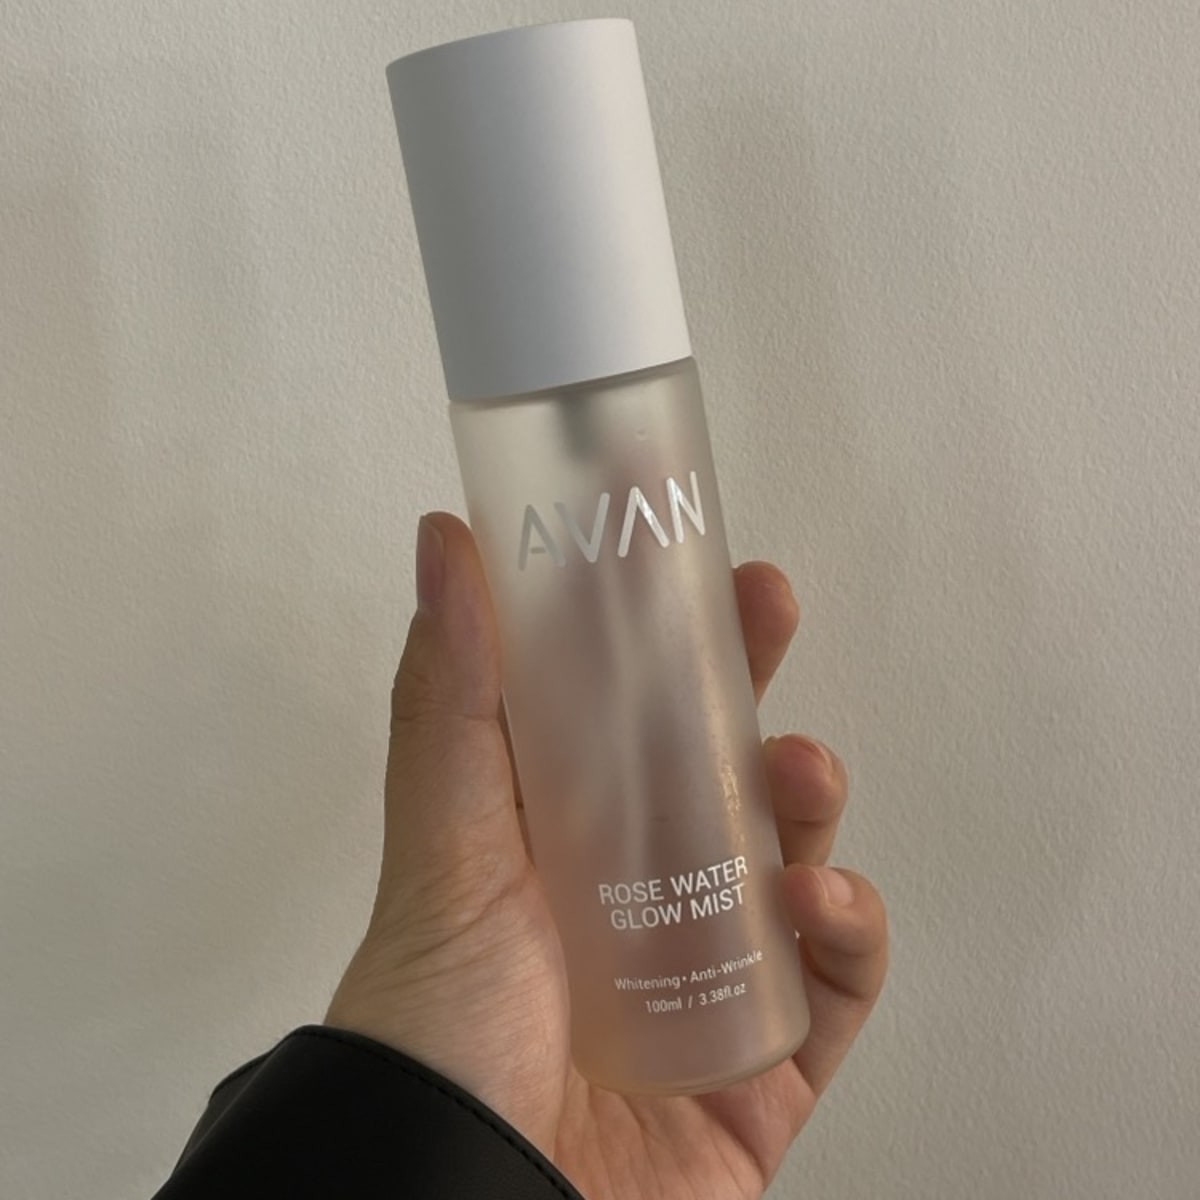 AVAN
ROSE WATER
GLOW MIST
Whitening • Anti-Wrinkle
100ml / 3.38fl.oz